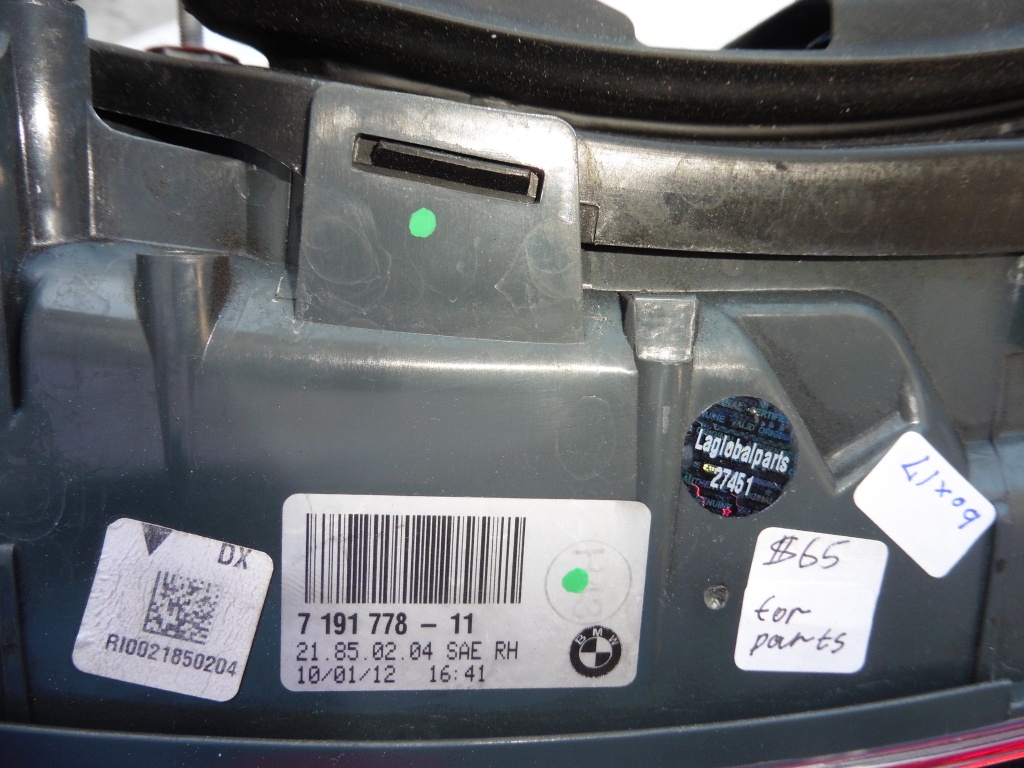 DX
RI0021850204
7 191 778 - 11
21.85.02.04 SAE RH
10/01/12 16:41
BMW
Laglobalparts
27451
$65
for
parts
box17